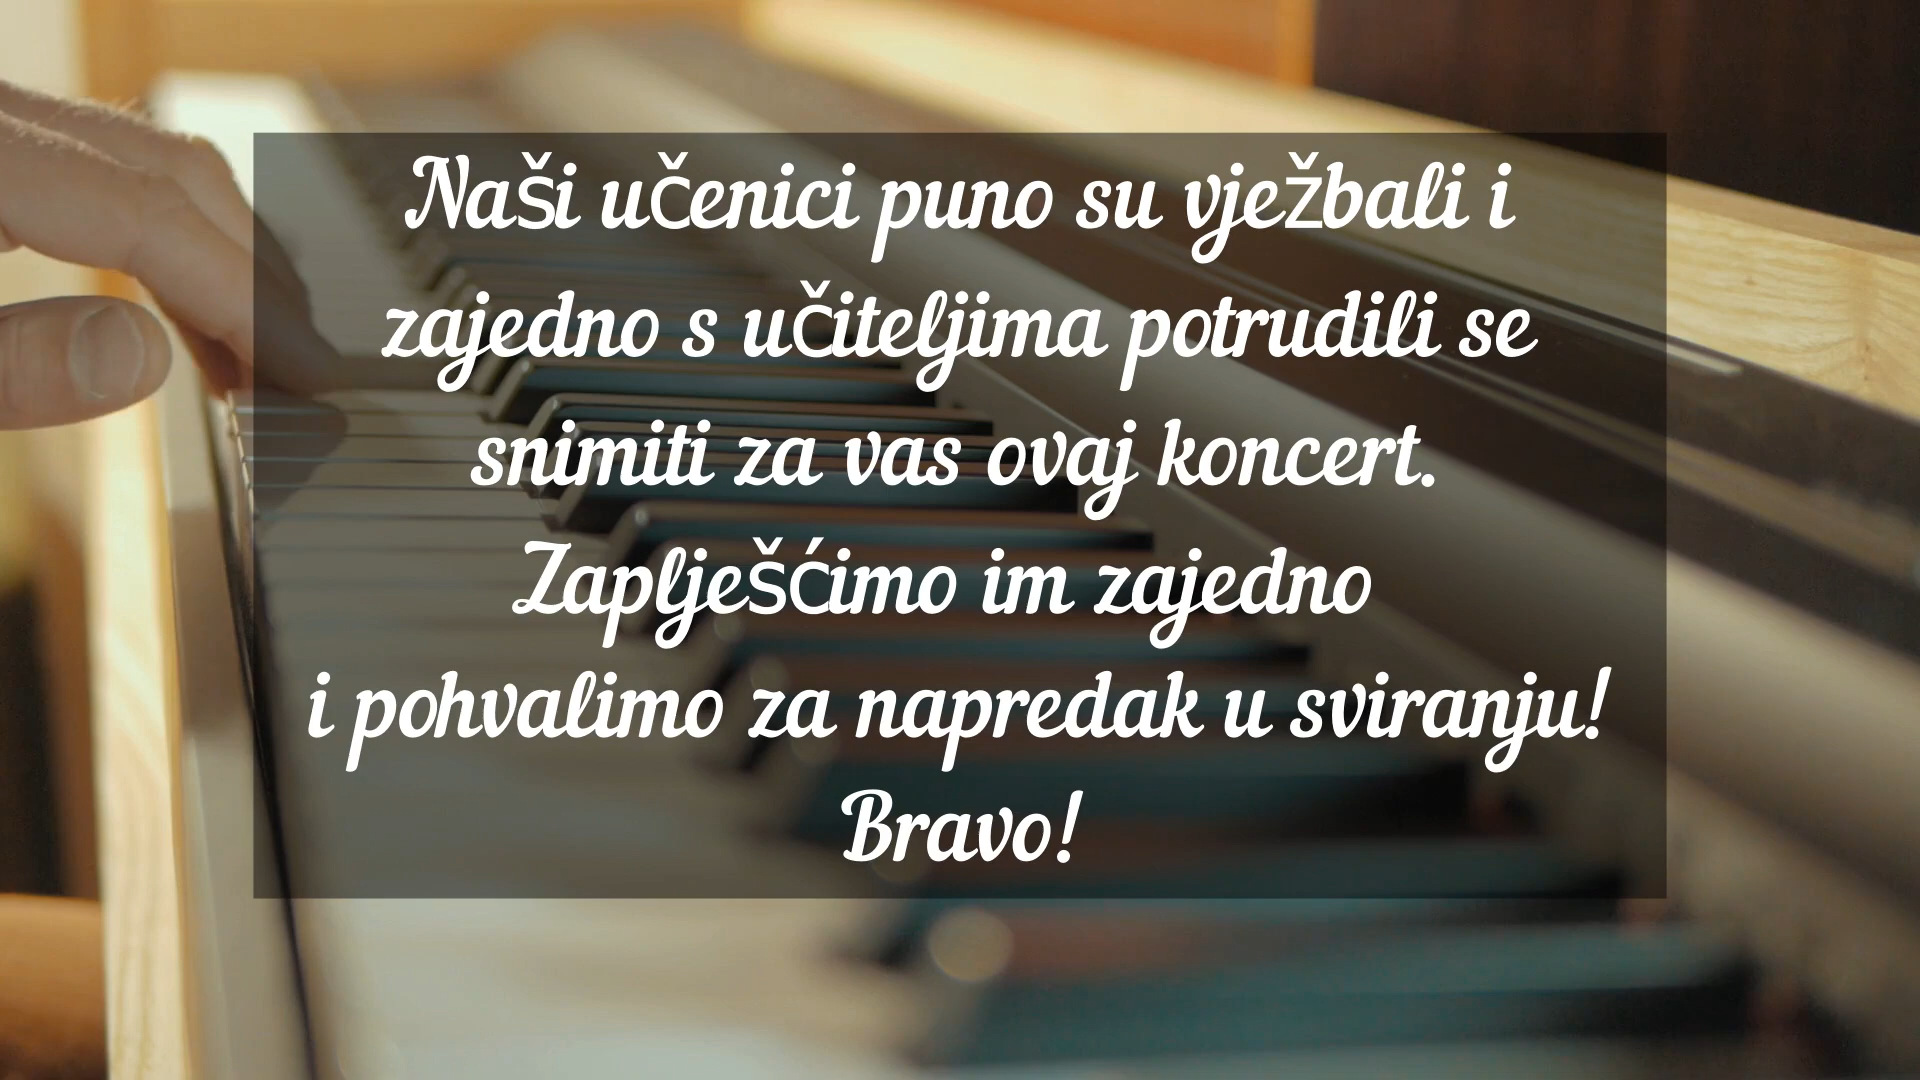 Naši učenici puno su vježbali i
zajedno s učiteljima potrudili se
snimiti za vas ovaj koncert.
Zaplješćimo im zajedno
i pohvalimo za napredak u sviranju!
Bravo!